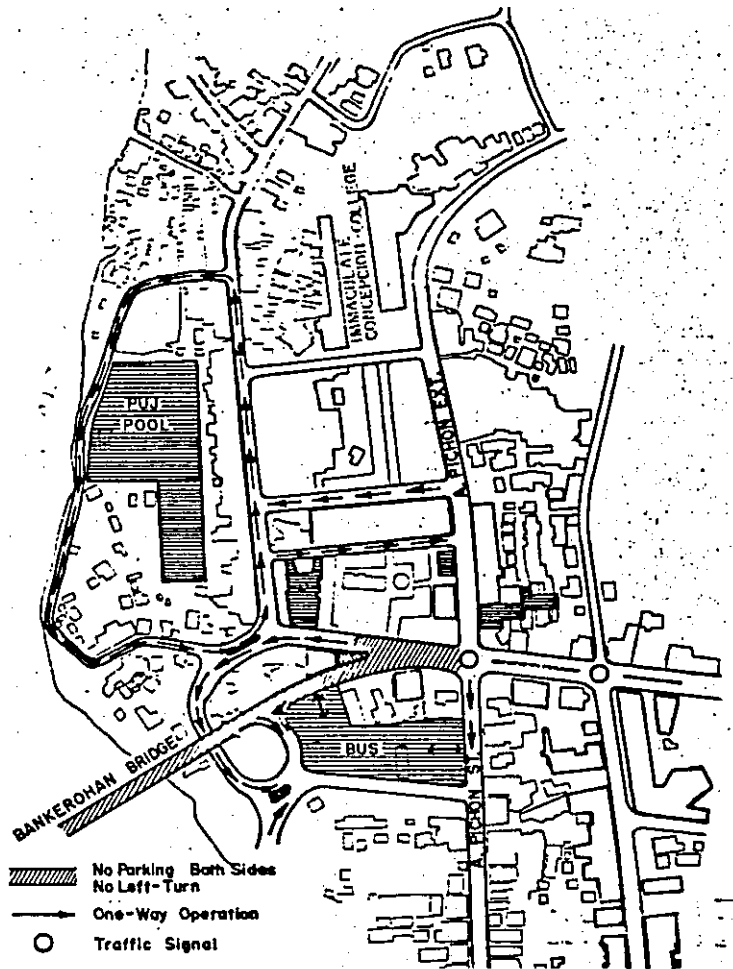 IMMACULATE
CONCEPCION COLLEGE
PUJ
POOL
A. PICHON EXT.
BUS
BANKEROHAN BRIDGE
A. PICHON ST.
No Parking Both Sides
No Left-Turn
One-Way Operation
Traffic Signal